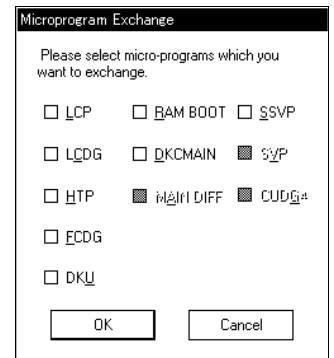 Microprogram Exchange
Please select micro-programs which you
want to exchange.
LCP RAM BOOT SSVP
LCDG DKCMAIN SVP
HTP MAIN DIFF CUDG4
FCDG
DKU
OK Cancel